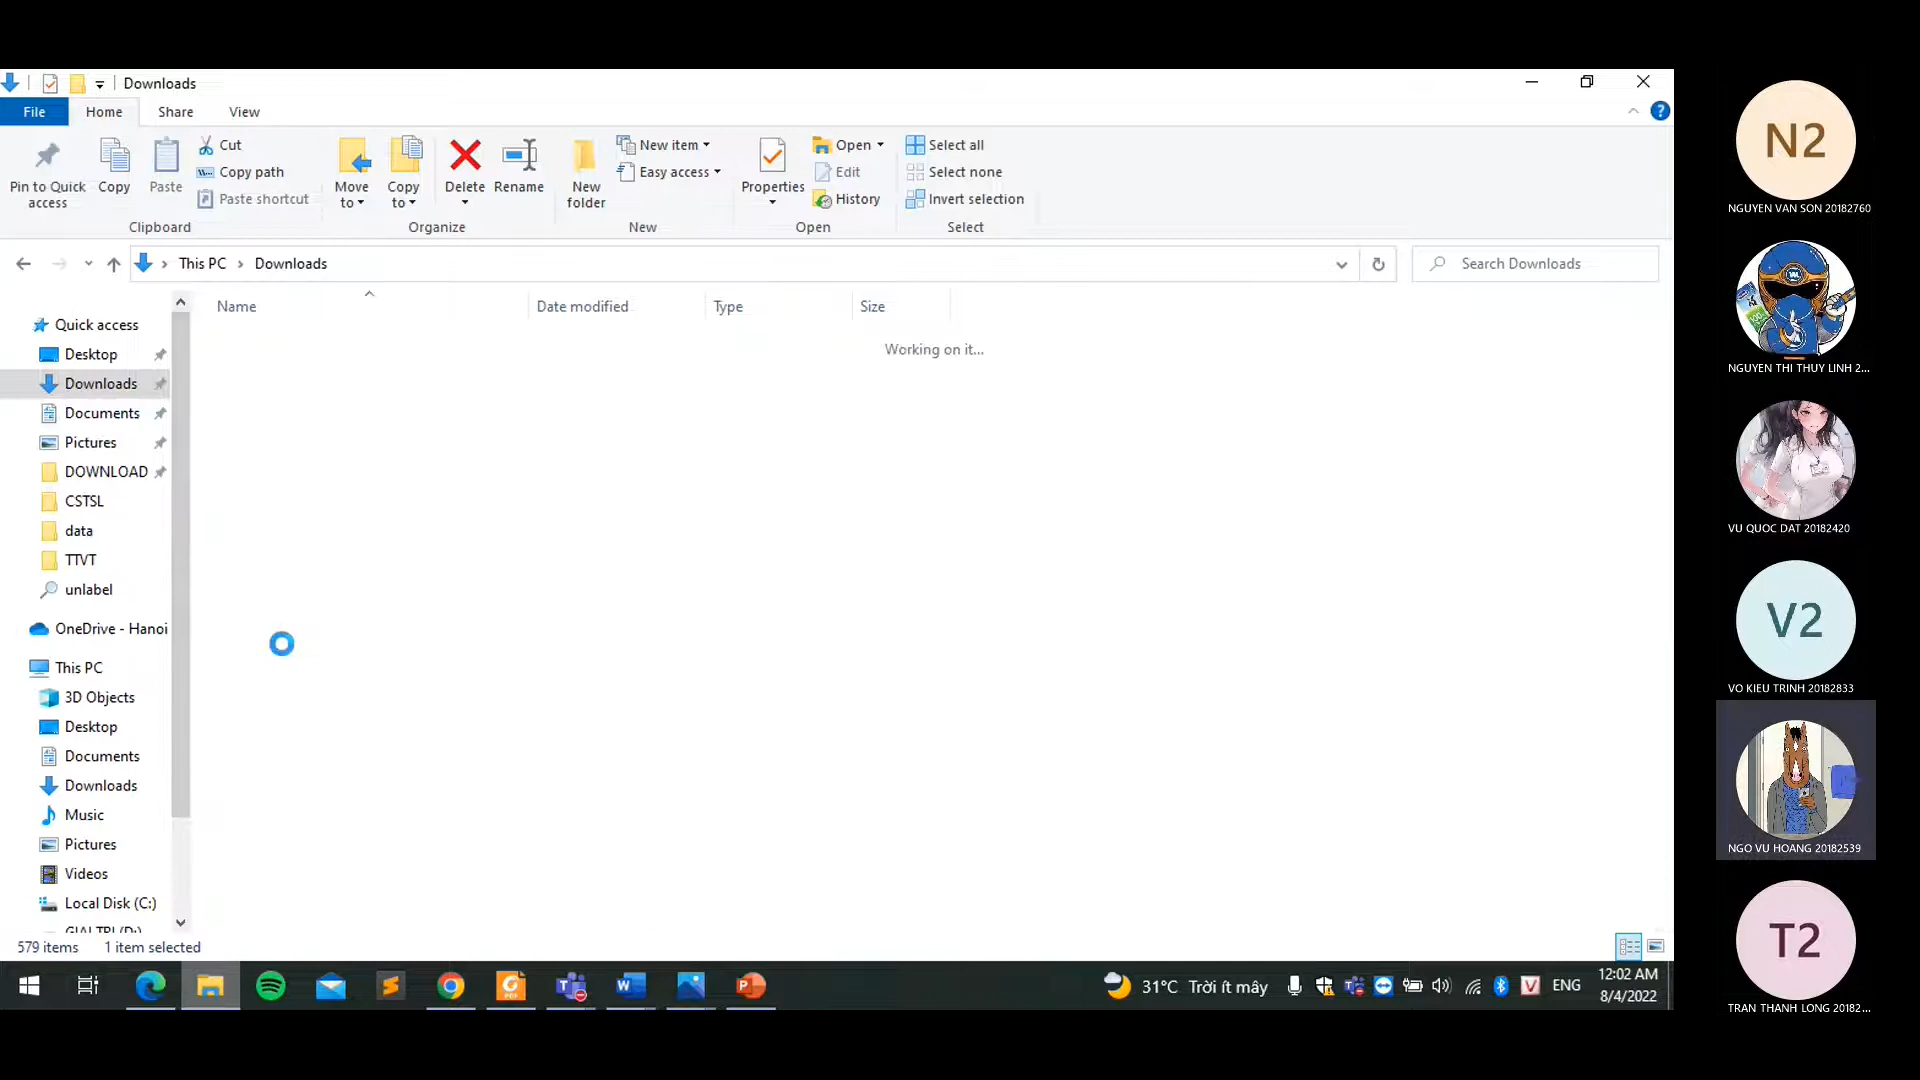 Downloads
File Home Share View
Pin to Quick access
Copy
Paste
Cut
Copy path
Paste shortcut
Clipboard
Move to
Copy to
Delete
Rename
Organize
New folder
New item
Easy access
New
Properties
Open
Edit
History
Open
Select all
Select none
Invert selection
Select
This PC > Downloads
Search Downloads
Name Date modified Type Size
Working on it...
Quick access
Desktop
Downloads
Documents
Pictures
DOWNLOAD
CSTSL
data
TTVT
unlabel
OneDrive - Hanoi
This PC
3D Objects
Desktop
Documents
Downloads
Music
Pictures
Videos
Local Disk (C:)
GIAI TRI (D:)
579 items 1 item selected
31°C Trời ít mây
ENG
12:02 AM
8/4/2022
N2
NGUYEN VAN SON 20182760
NGUYEN THI THUY LINH 2...
VU QUOC DAT 20182420
V2
VO KIEU TRINH 20182833
NGO VU HOANG 20182539
T2
TRAN THANH LONG 20182...